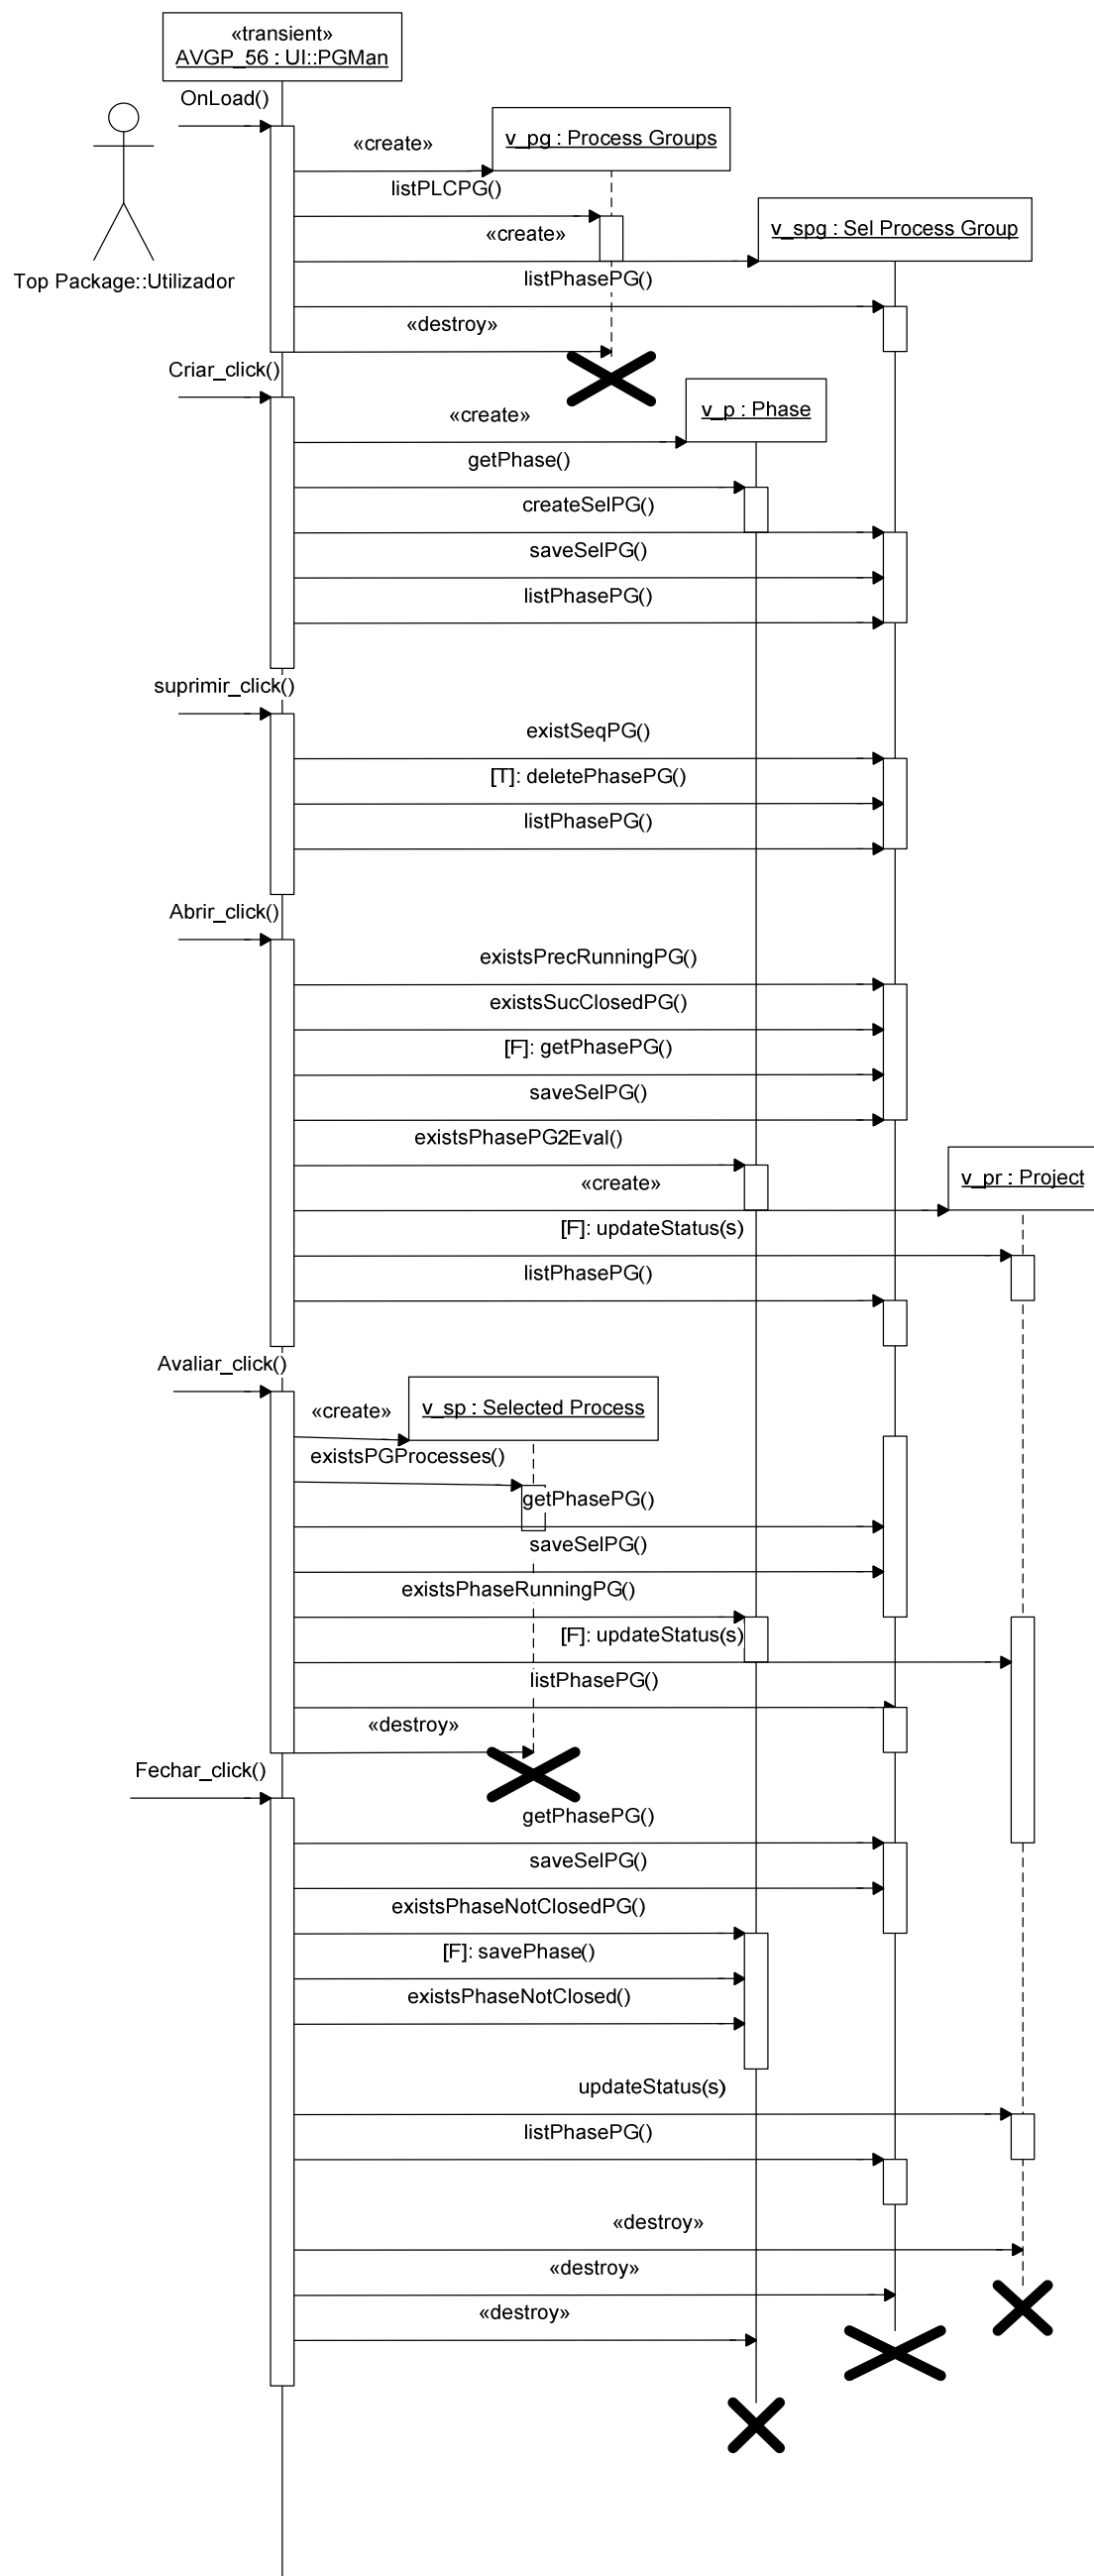 «transient»
AVGP_56 : UI::PGMan
OnLoad()
v_pg : Process Groups
«create»
listPLCPG()
v_spg : Sel Process Group
«create»
Top Package::Utilizador
listPhasePG()
«destroy»
Criar_click()
v_p : Phase
«create»
getPhase()
createSelPG()
saveSelPG()
listPhasePG()
suprimir_click()
existSeqPG()
[T]: deletePhasePG()
listPhasePG()
Abrir_click()
existsPrecRunningPG()
existsSucClosedPG()
[F]: getPhasePG()
saveSelPG()
existsPhasePG2Eval()
v_pr : Project
«create»
[F]: updateStatus(s)
listPhasePG()
Avaliar_click()
v_sp : Selected Process
«create»
existsPGProcesses()
getPhasePG()
saveSelPG()
existsPhaseRunningPG()
[F]: updateStatus(s)
listPhasePG()
«destroy»
Fechar_click()
getPhasePG()
saveSelPG()
existsPhaseNotClosedPG()
[F]: savePhase()
existsPhaseNotClosed()
updateStatus(s)
listPhasePG()
«destroy»
«destroy»
«destroy»